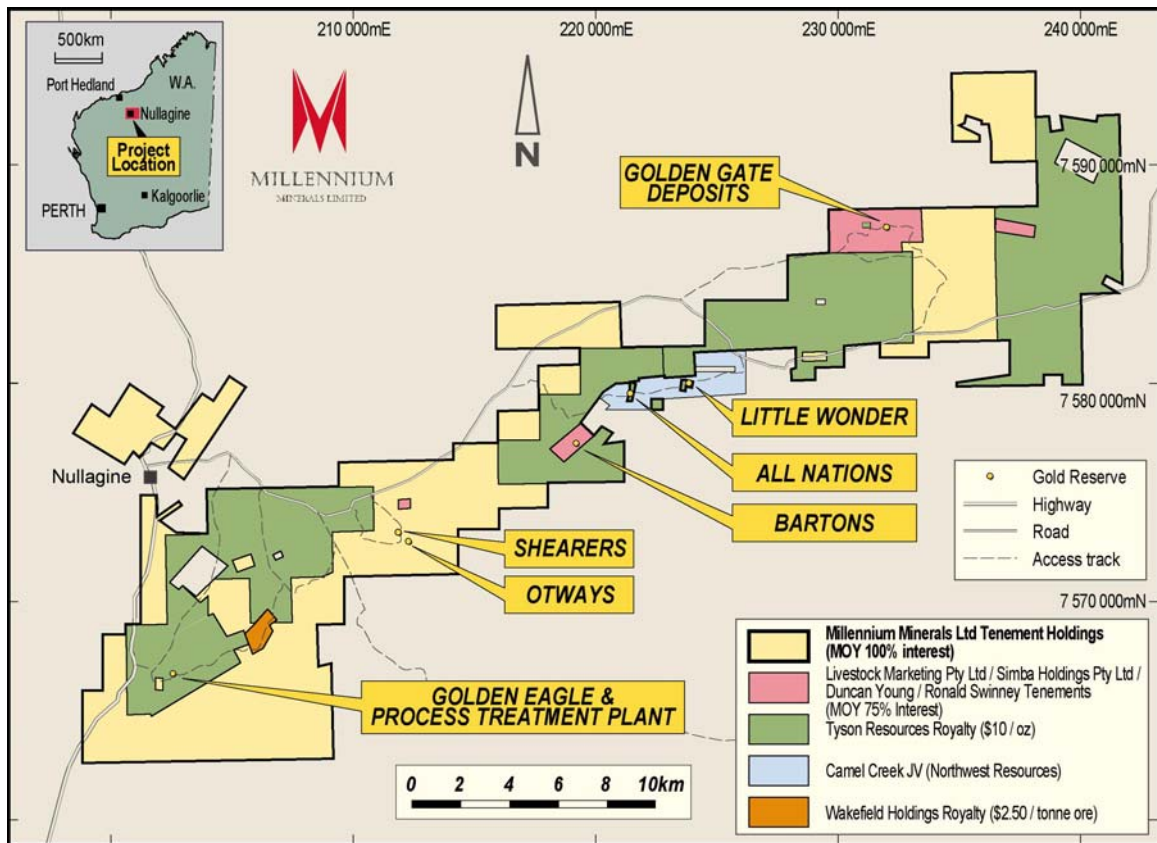 210 000mE
220 000mE
230 000mE
240 000mE
500km
Port Hedland
W.A.
Nullagine
Project
Location
Kalgoorlie
PERTH
MILLENNIUM
MINERALS LIMITED
N
GOLDEN GATE
DEPOSITS
7 590 000mN
7 580 000mN
LITTLE WONDER
ALL NATIONS
BARTONS
Nullagine
SHEARERS
OTWAYS
Gold Reserve
Highway
Road
Access track
7 570 000mN
GOLDEN EAGLE &
PROCESS TREATMENT PLANT
Millennium Minerals Ltd Tenement Holdings
(MOY 100% interest)
Livestock Marketing Pty Ltd / Simba Holdings Pty Ltd /
Duncan Young / Ronald Swinney Tenements
(MOY 75% Interest)
Tyson Resources Royalty ($10 / oz)
Camel Creek JV (Northwest Resources)
Wakefield Holdings Royalty ($2.50 / tonne ore)
0 2 4 6 8 10km